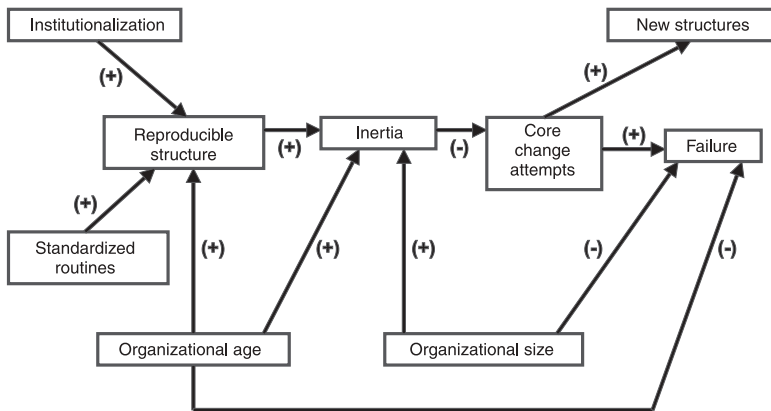 Institutionalization
New structures
(+)
(+)
Reproducible
structure
(+)
Inertia
(-)
Core
change
attempts
(+)
Failure
(+)
Standardized
routines
(+)
(+)
(+)
(-)
(-)
Organizational age
Organizational size